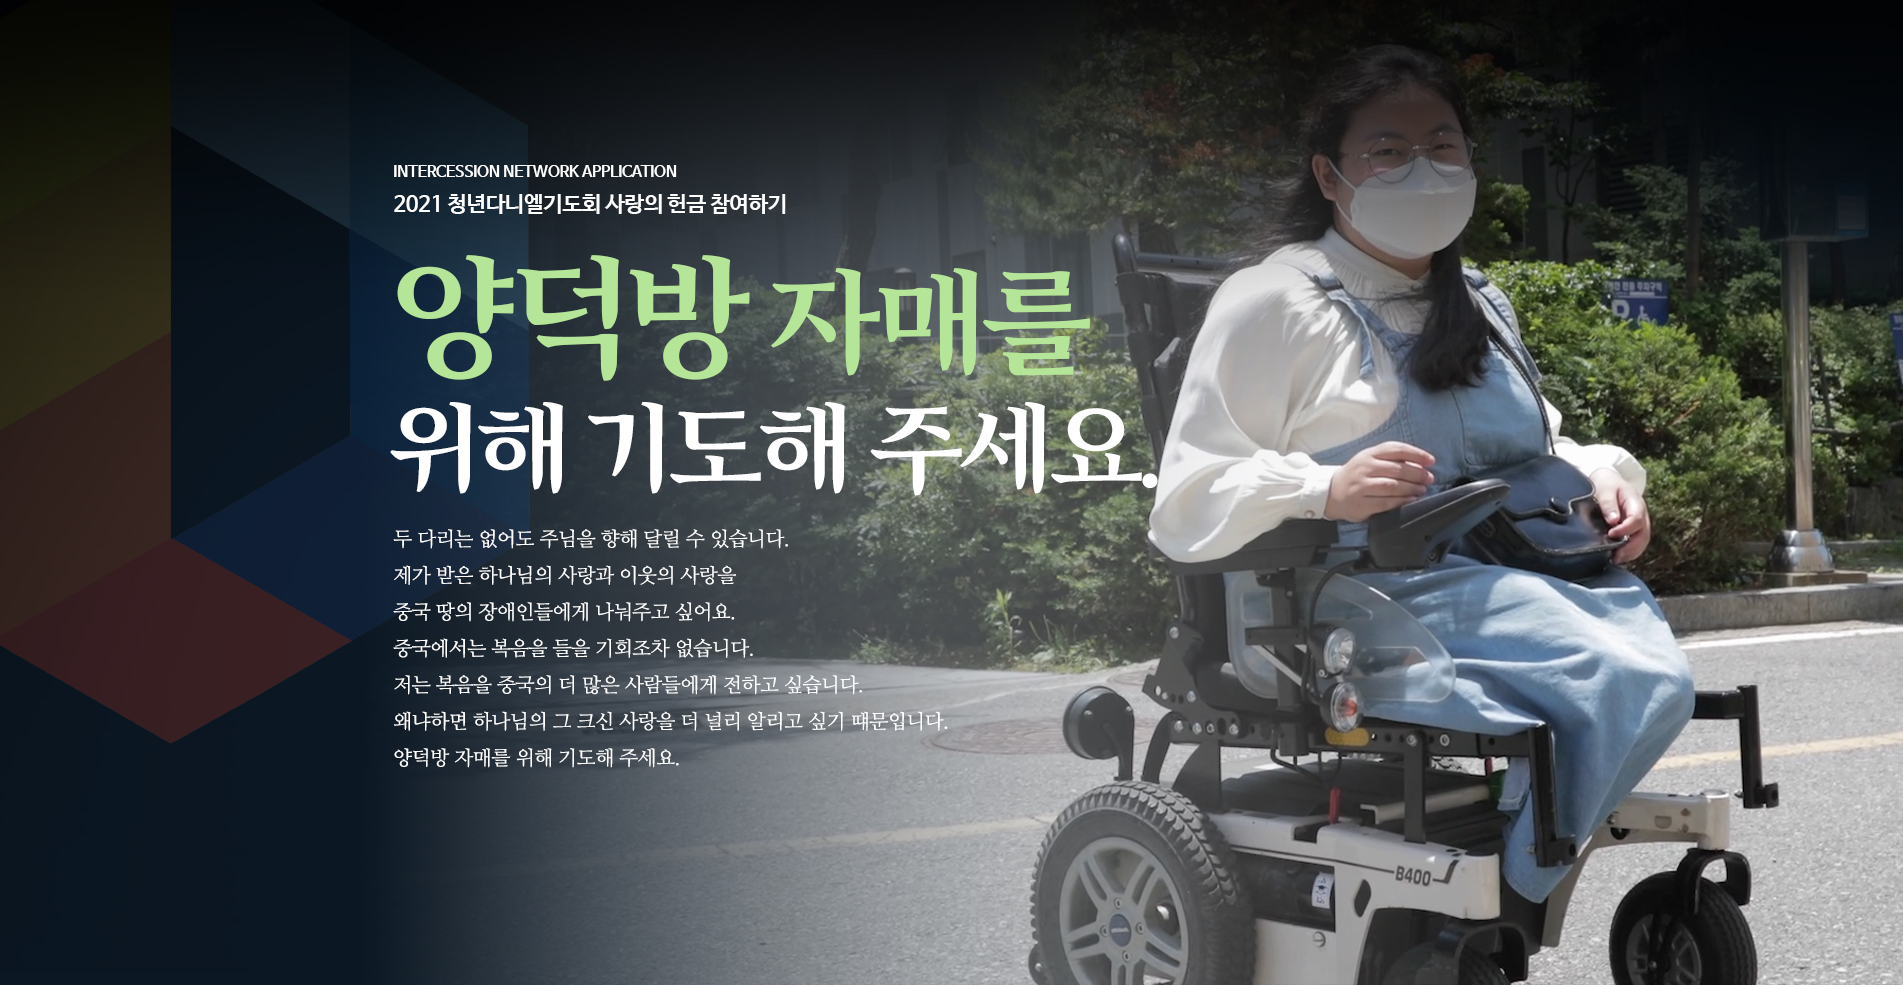 INTERCESSION NETWORK APPLICATION
2021 청년다니엘기도회 사랑의 헌금 참여하기
양덕방 자매를
위해 기도해 주세요.
두 다리는 없어도 주님을 향해 달릴 수 있습니다.
제가 받은 하나님의 사랑과 이웃의 사랑을
중국 땅의 장애인들에게 나눠주고 싶어요.
중국에서는 복음을 들을 기회조차 없습니다.
저는 복음을 중국의 더 많은 사람들에게 전하고 싶습니다.
왜냐하면 하나님의 그 크신 사랑을 더 널리 알리고 싶기 때문입니다.
양덕방 자매를 위해 기도해 주세요.
B400